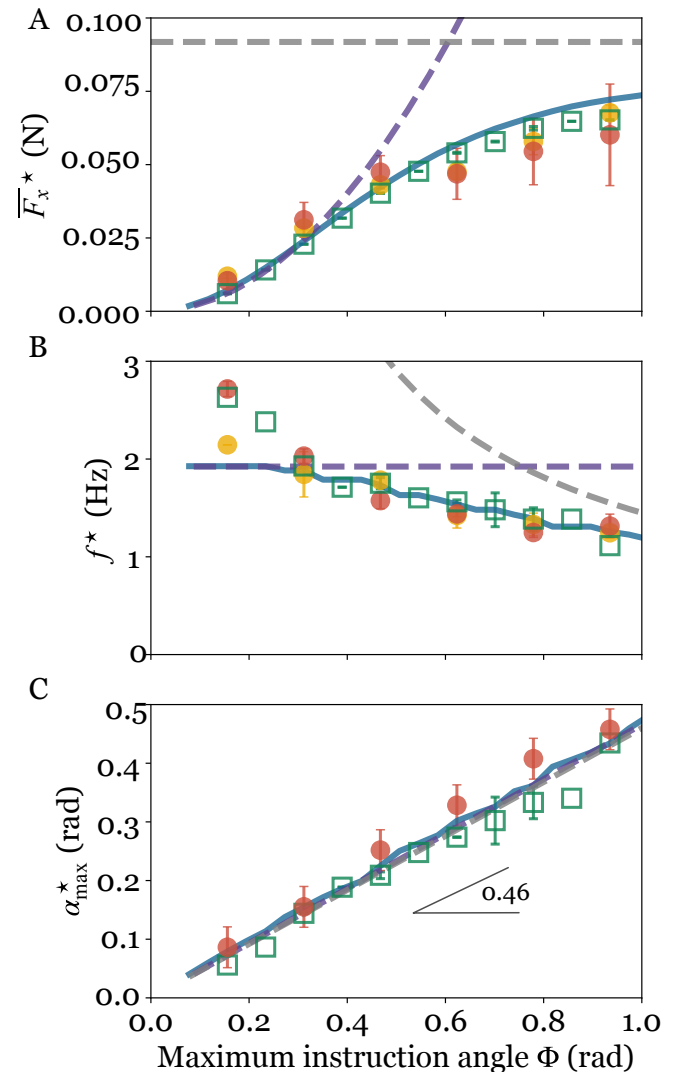 A
0.100
0.075
0.050
0.025
0.000
F̅ₓ* (N)
B
3
2
1
0
f* (Hz)
C
0.5
0.4
0.3
0.2
0.1
0.0
α*max (rad)
0.46
0.0 0.2 0.4 0.6 0.8 1.0
Maximum instruction angle Φ (rad)